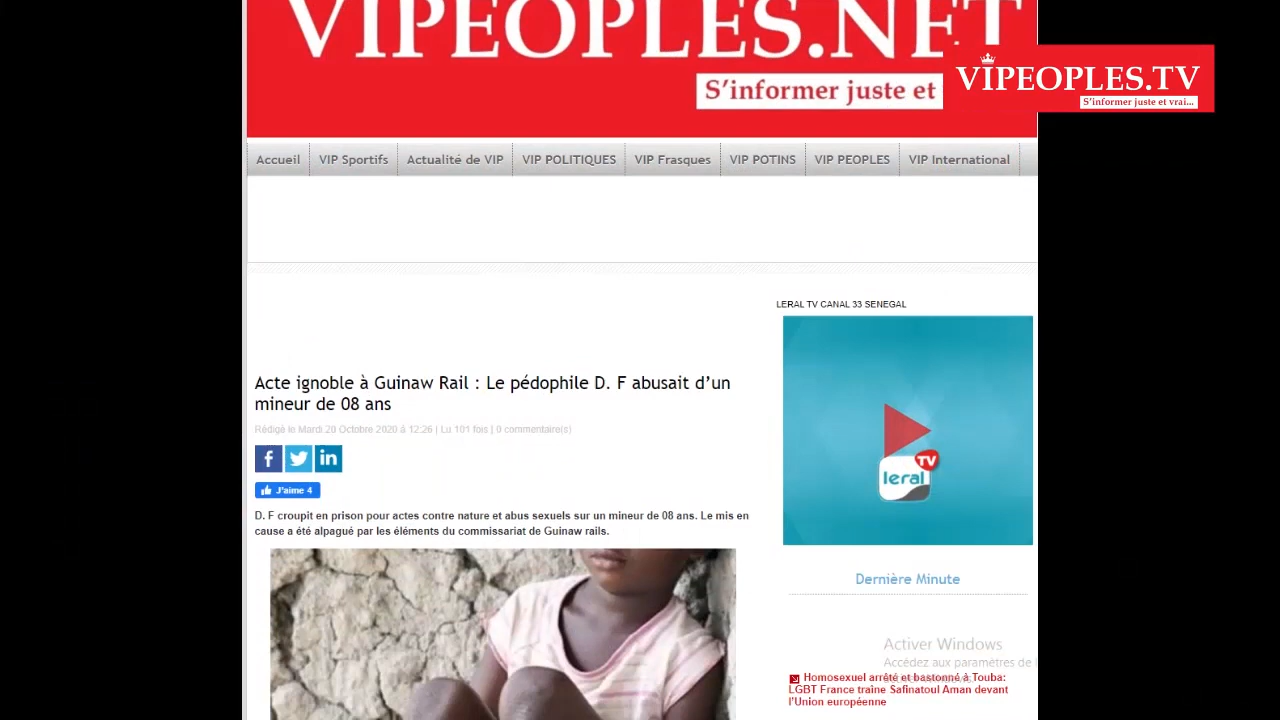 VIPEOPLES.NET
S'informer juste et
VIPEOPLES.TV
S'informer juste et vrai...
Accueil
VIP Sportifs
Actualité de VIP
VIP POLITIQUES
VIP Frasques
VIP POTINS
VIP PEOPLES
VIP International
LERAL TV CANAL 33 SENEGAL
TV
leral
Acte ignoble à Guinaw Rail : Le pédophile D. F abusait d'un
mineur de 08 ans
Rédigé le Mardi 20 Octobre 2020 à 12:26 | Lu 101 fois | 0 commentaire(s)
J'aime 4
D. F croupit en prison pour actes contre nature et abus sexuels sur un mineur de 08 ans. Le mis en
cause a été alpagué par les éléments du commissariat de Guinaw rails.
Dernière Minute
Activer Windows
Accédez aux paramètres de
Homosexuel arrêté et bastonné à Touba:
LGBT France traîne Safinatoul Aman devant
l'Union européenne